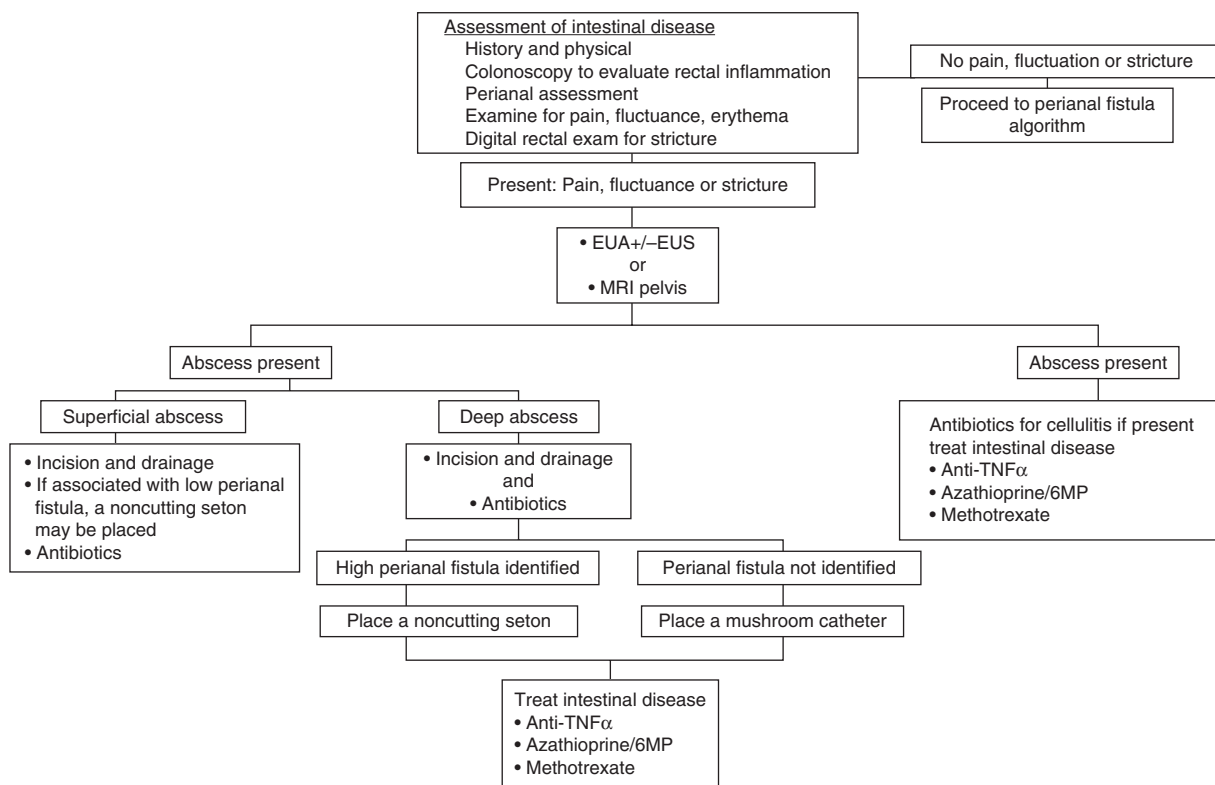 Assessment of intestinal disease
History and physical
Colonoscopy to evaluate rectal inflammation
Perianal assessment
Examine for pain, fluctuance, erythema
Digital rectal exam for stricture
No pain, fluctuation or stricture
Proceed to perianal fistula
algorithm
Present: Pain, fluctuance or stricture
• EUA+/–EUS
or
• MRI pelvis
Abscess present
Abscess present
Superficial abscess
Deep abscess
• Incision and drainage
• If associated with low perianal
fistula, a noncutting seton
may be placed
• Antibiotics
• Incision and drainage
and
• Antibiotics
Antibiotics for cellulitis if present
treat intestinal disease
• Anti-TNFα
• Azathioprine/6MP
• Methotrexate
High perianal fistula identified
Perianal fistula not identified
Place a noncutting seton
Place a mushroom catheter
Treat intestinal disease
• Anti-TNFα
• Azathioprine/6MP
• Methotrexate